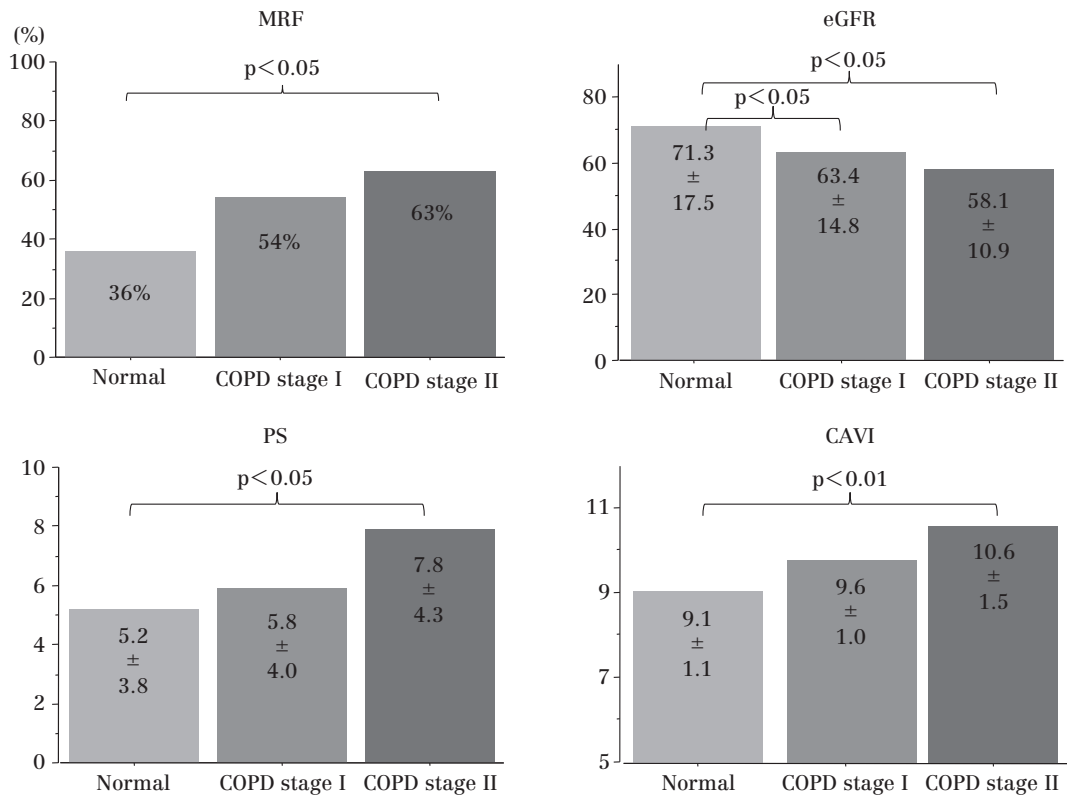 MRF
(%)
100
80
60
40
20
0
p<0.05
36%
54%
63%
Normal
COPD stage I
COPD stage II
eGFR
80
60
40
20
0
p<0.05
p<0.05
71.3
±
17.5
63.4
±
14.8
58.1
±
10.9
Normal
COPD stage I
COPD stage II
PS
10
8
6
4
2
0
p<0.05
5.2
±
3.8
5.8
±
4.0
7.8
±
4.3
Normal
COPD stage I
COPD stage II
CAVI
11
9
7
5
p<0.01
9.1
±
1.1
9.6
±
1.0
10.6
±
1.5
Normal
COPD stage I
COPD stage II